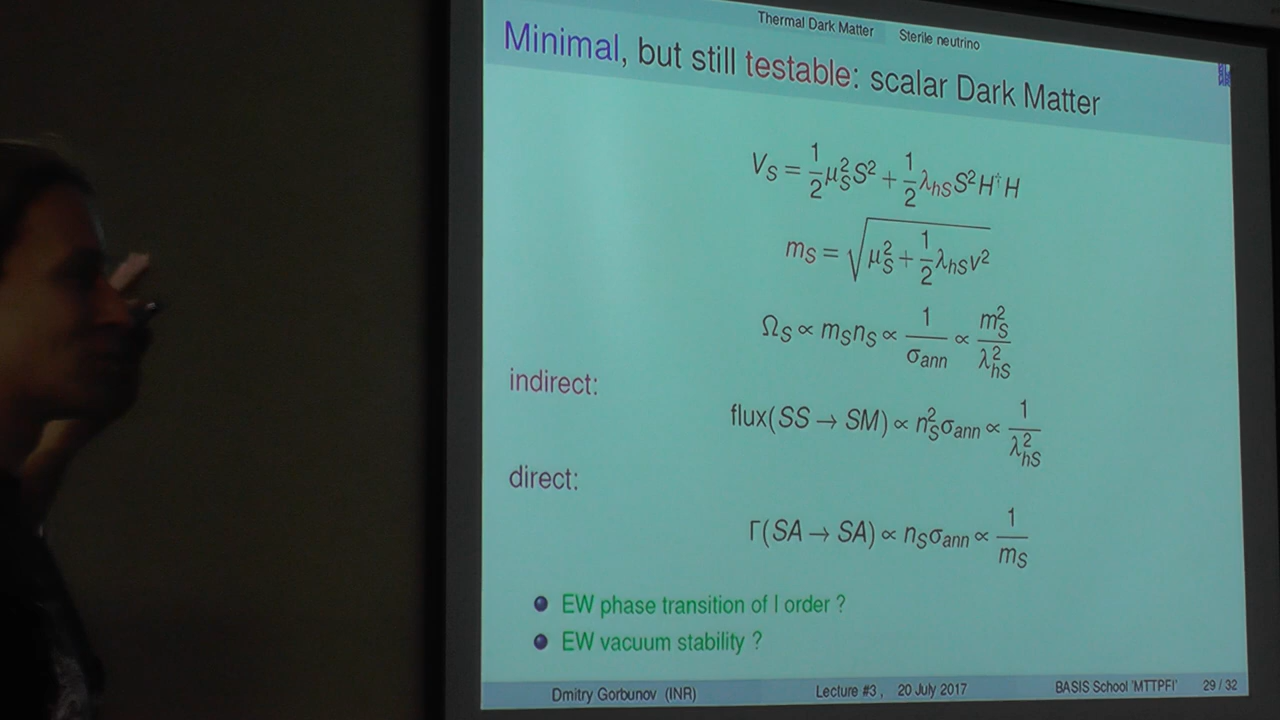 Thermal Dark Matter Sterile neutrino
Minimal, but still testable: scalar Dark Matter
V_S = 1/2 μ_S^2 S^2 + 1/2 λ_hS S^2 H^† H
m_S = √(μ_S^2 + 1/2 λ_hS v^2)
Ω_S ∝ m_S n_S ∝ 1/σ_ann ∝ m_S^2/λ_hS^2
indirect:
flux(SS → SM) ∝ n_S^2 σ_ann ∝ 1/λ_hS^2
direct:
Γ(SA → SA) ∝ n_S σ_ann ∝ 1/m_S
EW phase transition of I order ?
EW vacuum stability ?
Dmitry Gorbunov (INR) Lecture #3 , 20 July 2017 BASIS School 'MTTPFI' 29 / 32